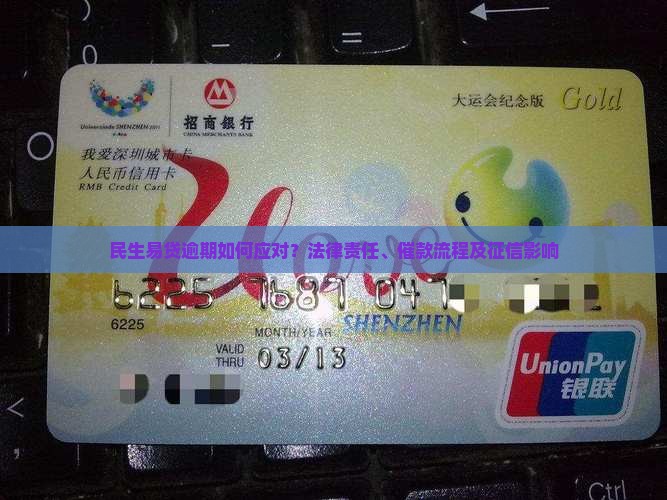 大运会纪念版 Gold
Universiade SHENZHEN 2011
招商银行
CHINA MERCHANTS BANK
我爱深圳城市卡
人民币信用卡
RMB Credit Card
民生易贷逾期如何应对？法律责任、催款流程及征信影响
6225 7687 047
6225
MONTH/YEAR
SHENZHEN
VALID
THRU
03/13
UnionPay
银联
Ctrl